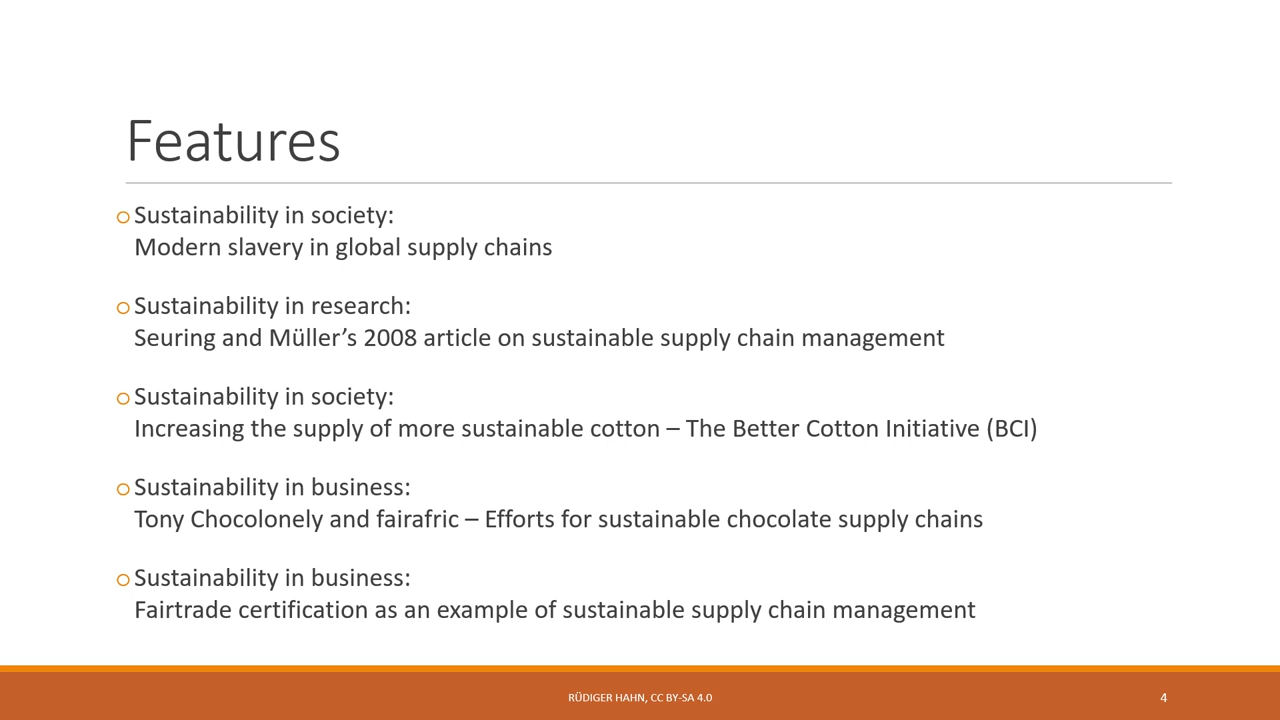 Features
Sustainability in society:
Modern slavery in global supply chains
Sustainability in research:
Seuring and Müller’s 2008 article on sustainable supply chain management
Sustainability in society:
Increasing the supply of more sustainable cotton – The Better Cotton Initiative (BCI)
Sustainability in business:
Tony Chocolonely and fairafric – Efforts for sustainable chocolate supply chains
Sustainability in business:
Fairtrade certification as an example of sustainable supply chain management
RÜDIGER HAHN, CC BY-SA 4.0
4